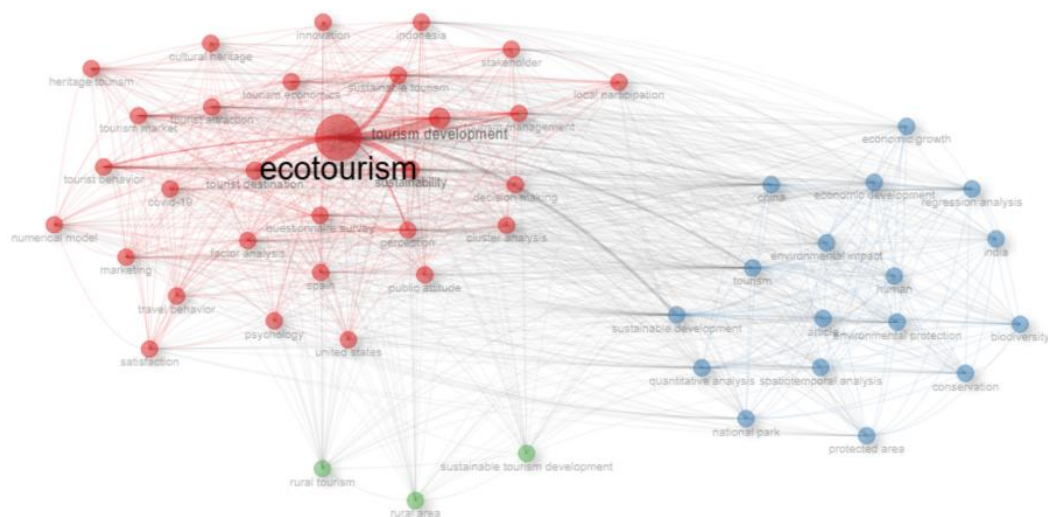 innovation
indonesia
cultural heritage
stakeholder
heritage tourism
tourism economics
sustainable tourism
local participation
tourism market
tourist attraction
tourism development
management
economic growth
ecotourism
tourist behavior
tourist destination
sustainability
decision making
covid-19
china
economic development
regression analysis
numerical model
questionnaire survey
perception
cluster analysis
factor analysis
environmental impact
india
marketing
spain
public attitude
tourism
human
travel behavior
psychology
sustainable development
article
environmental protection
biodiversity
satisfaction
united states
quantitative analysis
spatiotemporal analysis
conservation
national park
protected area
sustainable tourism development
rural tourism
rural area